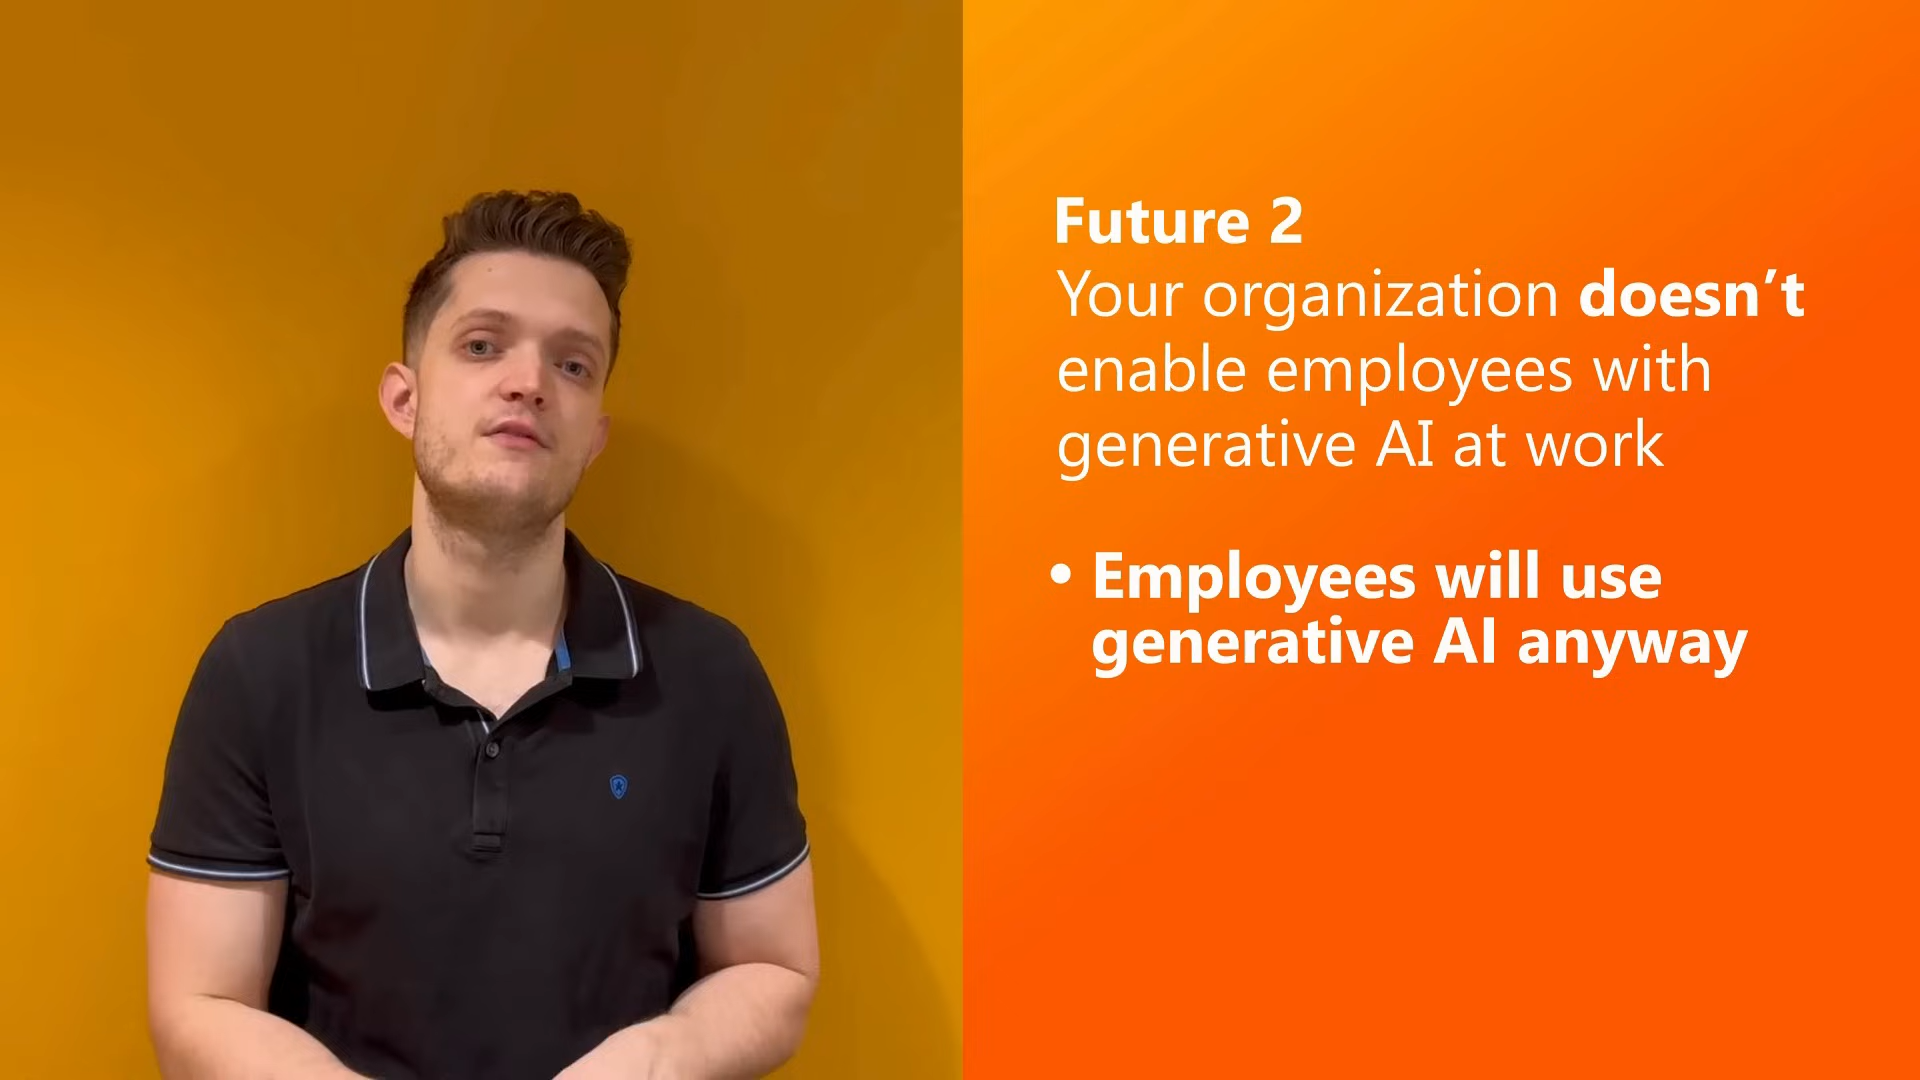 Future 2
Your organization doesn’t
enable employees with
generative AI at work
• Employees will use
generative AI anyway